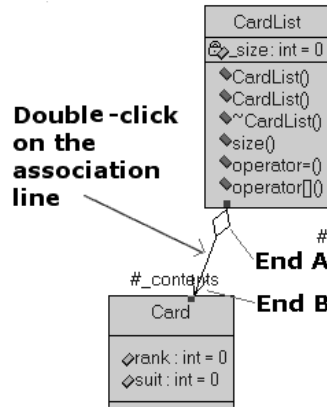 CardList
_size: int = 0
CardList()
CardList()
~CardList()
size()
operator=()
operator[]()
Double-click
on the
association
line
#
End A
#_contents
End B
Card
rank : int = 0
suit : int = 0